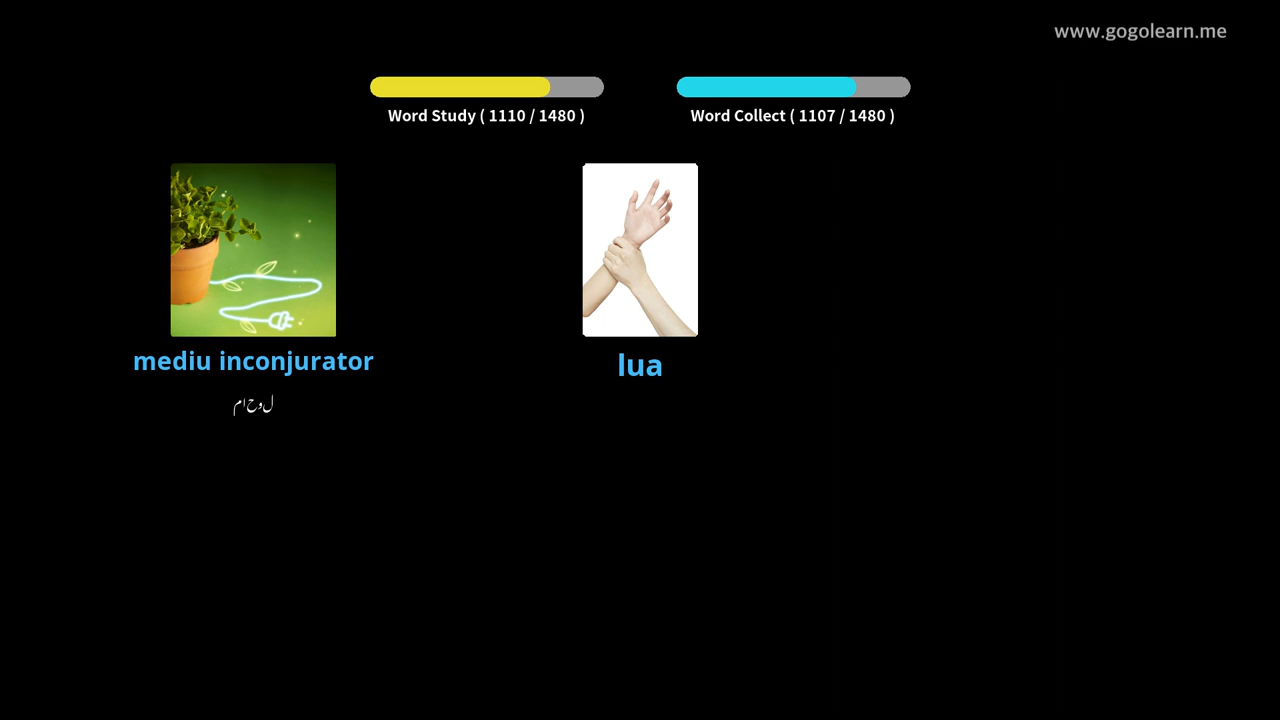 www.gogolearn.me
Word Study ( 1110 / 1480 )
Word Collect ( 1107 / 1480 )
mediu inconjurator
lua
ماحول